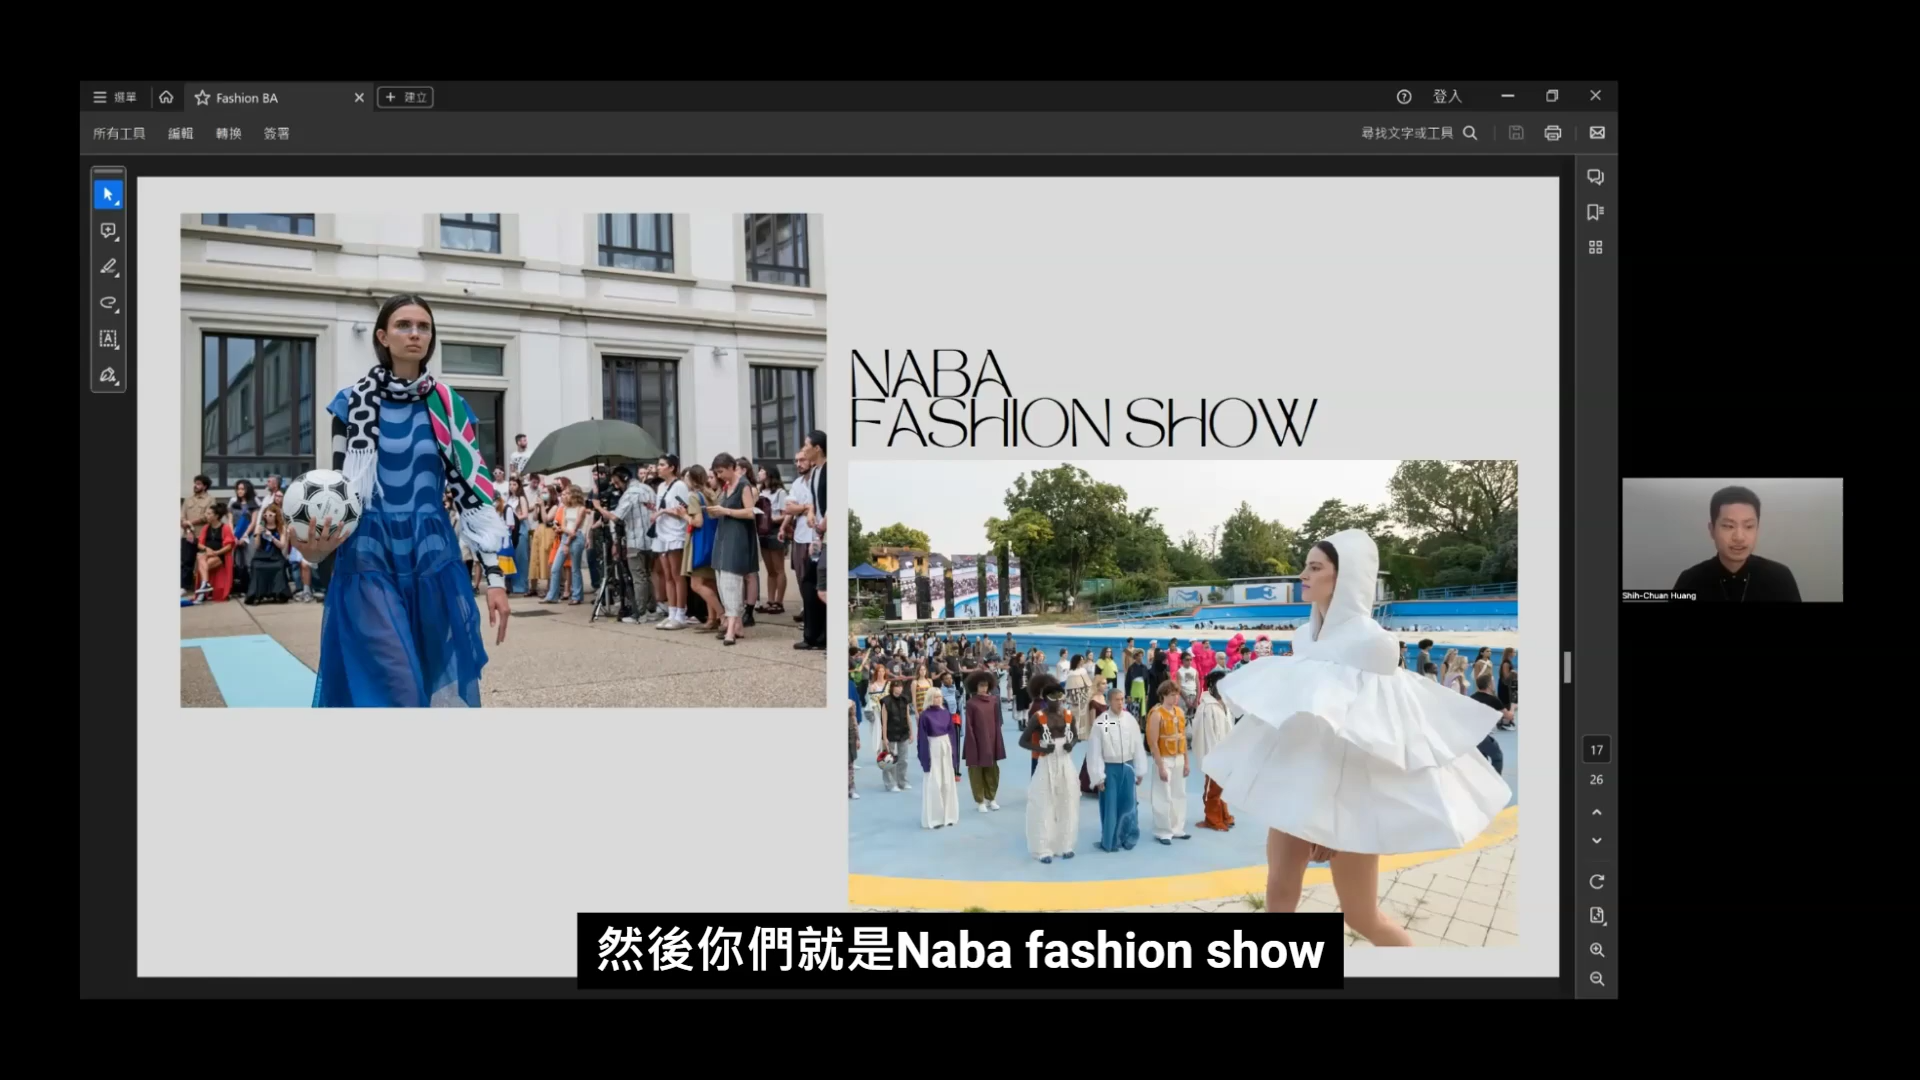 選單
Fashion BA
建立
登入
所有工具 編輯 轉換 簽署
尋找文字或工具
NABA
FASHION SHOW
Shih-Chuan Huang
17
26
然後你們就是Naba fashion show